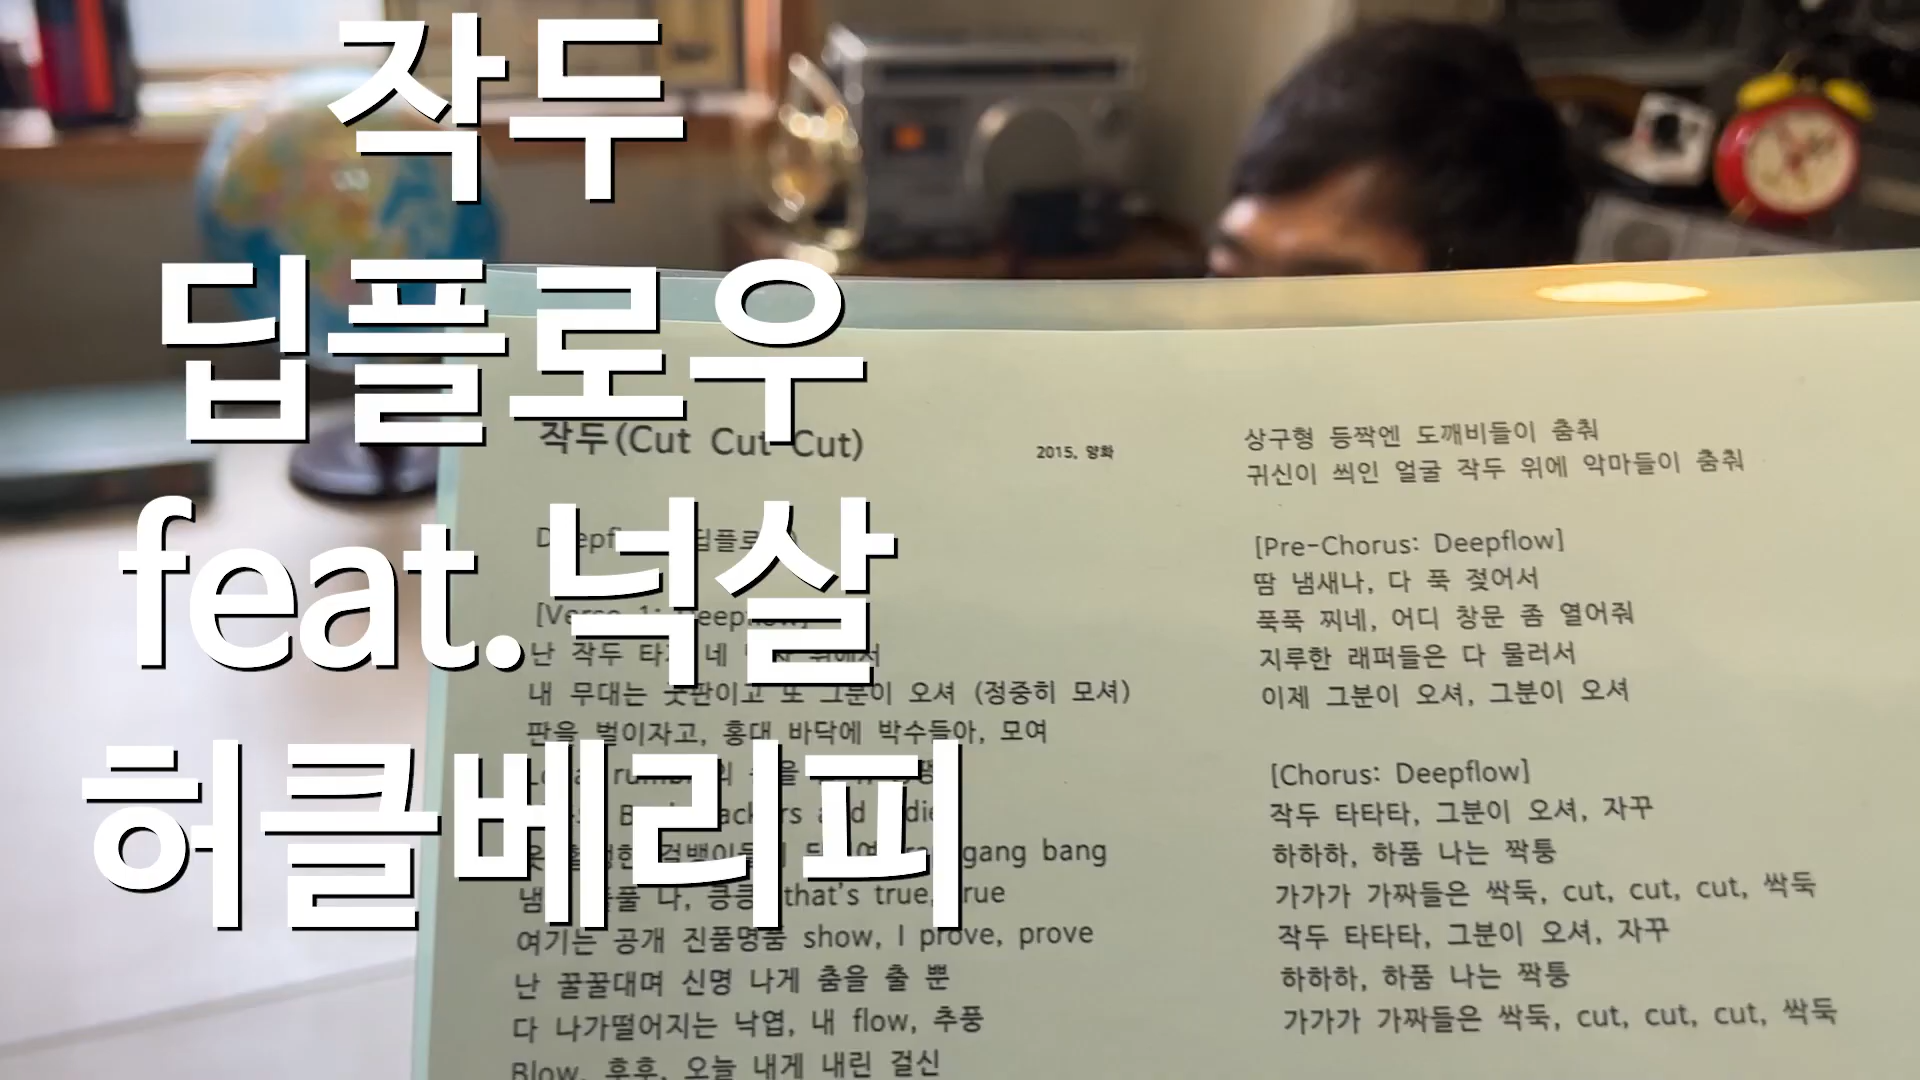 작두
딥플로우
feat. 넉살
허클베리피
작두(Cut Cut Cut)
2015, 양화
난 작두 타지 네
내 무대는 굿판이고 또 그분이 오셔 (정중히 모셔)
판을 벌이자고, 홍대 바닥에 박수들아, 모여
gang bang
나, 킁킁 that's true, true
여기는 공개 진품명품 show, I prove, prove
난 꿀꿀대며 신명 나게 춤을 출 뿐
다 나가떨어지는 낙엽, 내 flow, 추풍
Blow, 후후, 오늘 내게 내린 걸신
상구형 등짝엔 도깨비들이 춤춰
귀신이 씌인 얼굴 작두 위에 악마들이 춤춰
[Pre-Chorus: Deepflow]
땀 냄새나, 다 푹 젖어서
푹푹 찌네, 어디 창문 좀 열어줘
지루한 래퍼들은 다 물러서
이제 그분이 오셔, 그분이 오셔
[Chorus: Deepflow]
작두 타타타, 그분이 오셔, 자꾸
하하하, 하품 나는 짝퉁
가가가 가짜들은 싹둑, cut, cut, cut, 싹둑
작두 타타타, 그분이 오셔, 자꾸
하하하, 하품 나는 짝퉁
가가가 가짜들은 싹둑, cut, cut, cut, 싹둑